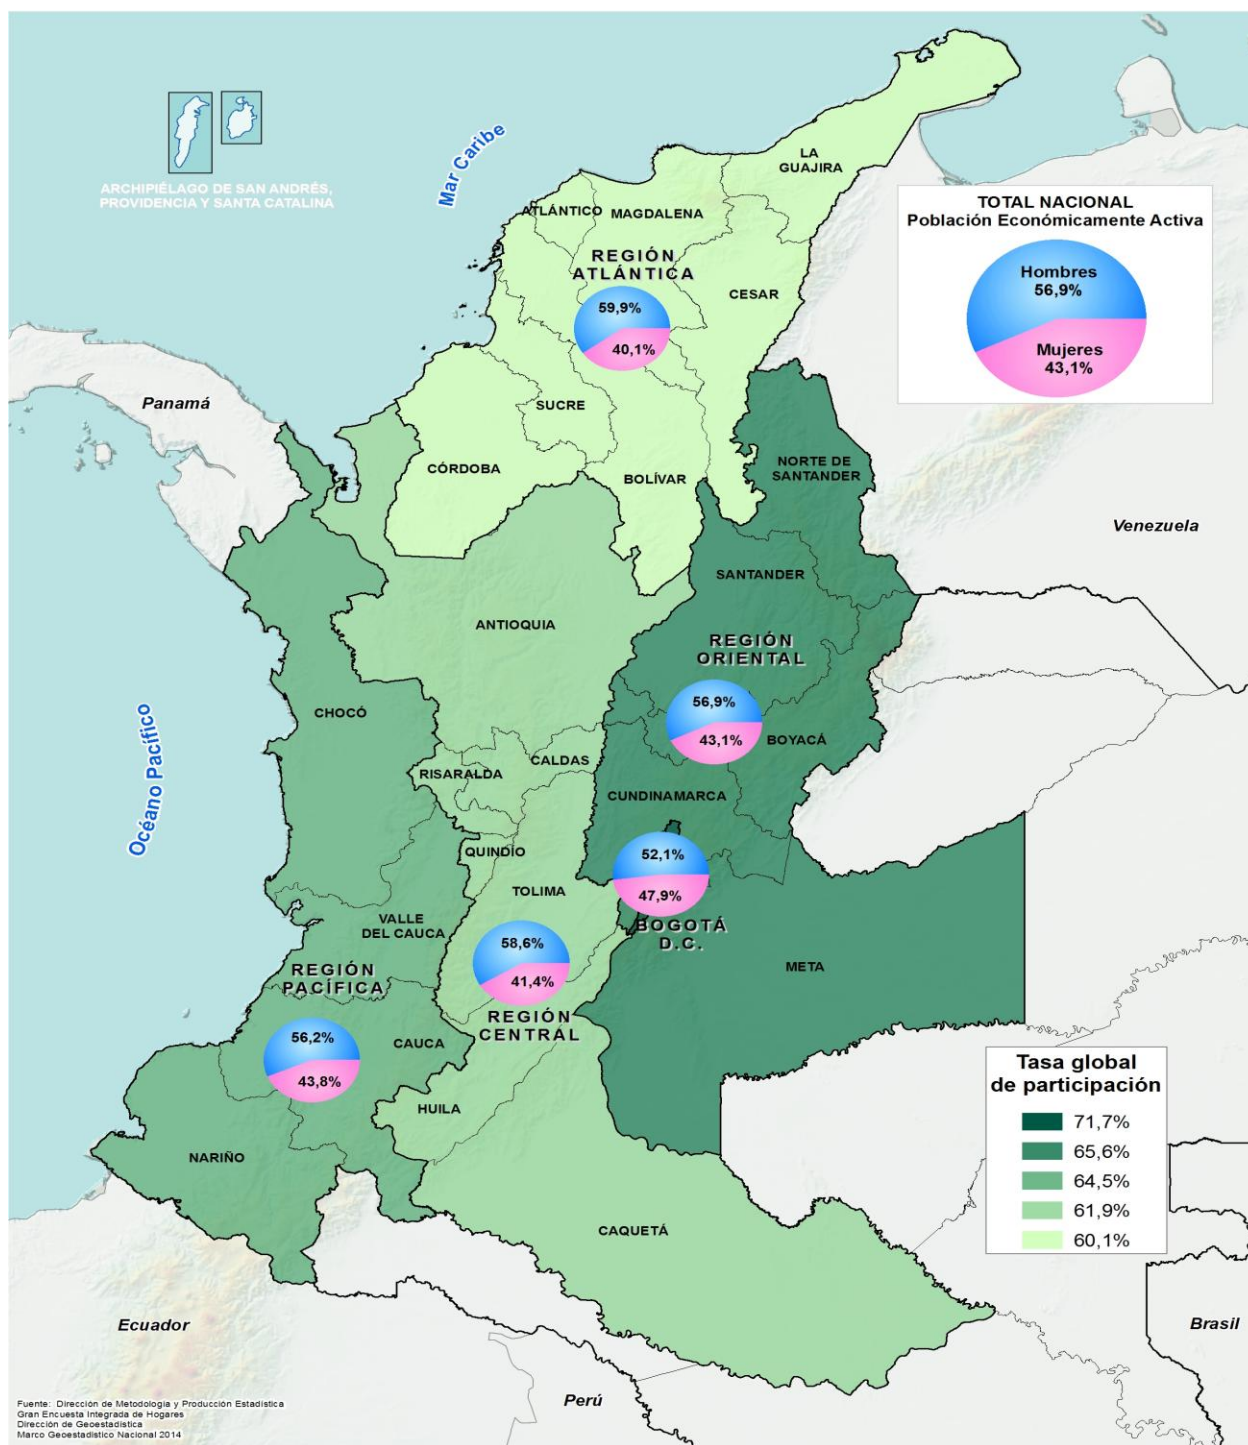 ARCHIPIÉLAGO DE SAN ANDRÉS,
PROVIDENCIA Y SANTA CATALINA
Mar Caribe
LA
GUAJIRA
TOTAL NACIONAL
Población Económicamente Activa
Hombres
56,9%
Mujeres
43,1%
ATLÁNTICO
MAGDALENA
REGIÓN
ATLÁNTICA
CESAR
59,9%
40,1%
Panamá
SUCRE
CÓRDOBA
BOLÍVAR
NORTE DE
SANTANDER
Venezuela
SANTANDER
ANTIOQUIA
REGIÓN
ORIENTAL
56,9%
43,1%
CHOCÓ
BOYACÁ
Océano Pacífico
CALDAS
RISARALDA
CUNDINAMARCA
QUINDÍO
52,1%
47,9%
BOGOTÁ
D.C.
TOLIMA
VALLE
DEL CAUCA
58,6%
41,4%
META
REGIÓN
PACÍFICA
REGIÓN
CENTRAL
56,2%
43,8%
CAUCA
Tasa global
de participación
71,7%
65,6%
64,5%
61,9%
60,1%
HUILA
NARIÑO
CAQUETÁ
Ecuador
Brasil
Perú
Fuente: Dirección de Metodología y Producción Estadística
Gran Encuesta Integrada de Hogares
Dirección de Geoestadística
Marco Geoestadístico Nacional 2014